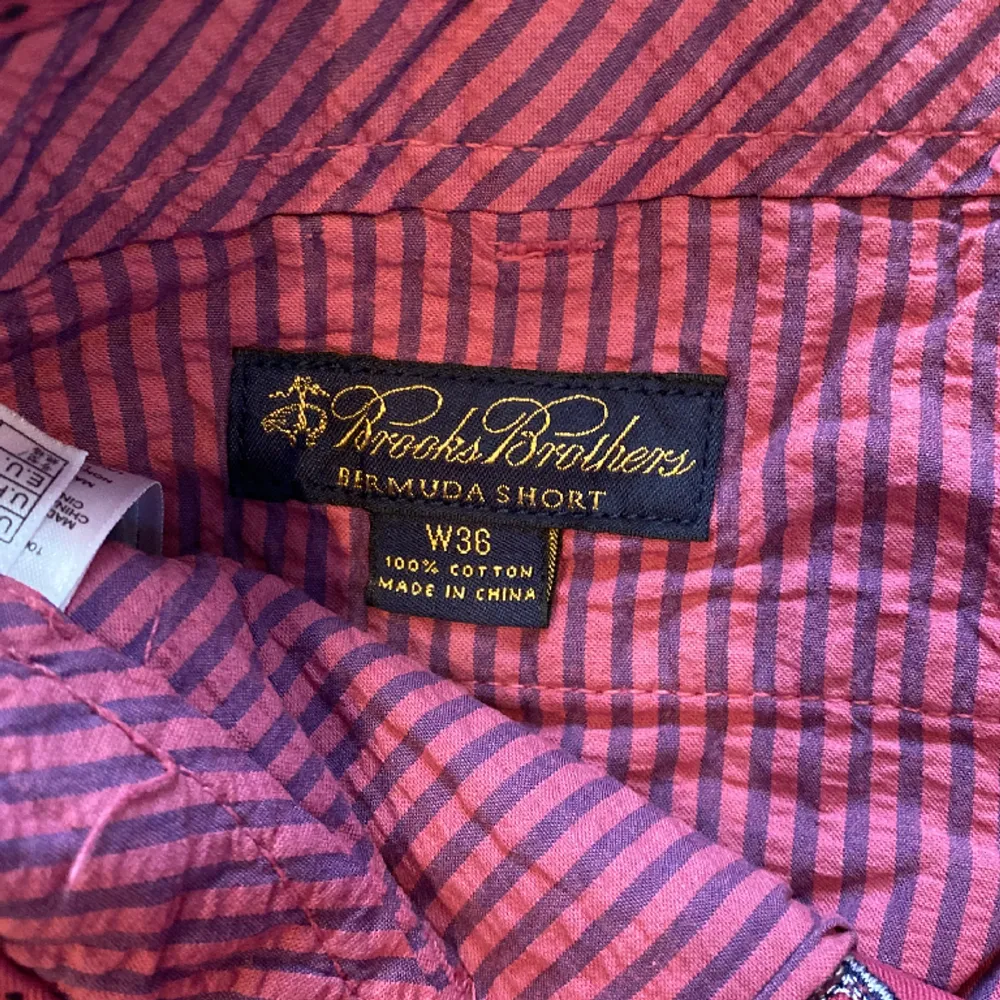 Brooks Brothers
BERMUDA SHORT
W36
100% COTTON
MADE IN CHINA